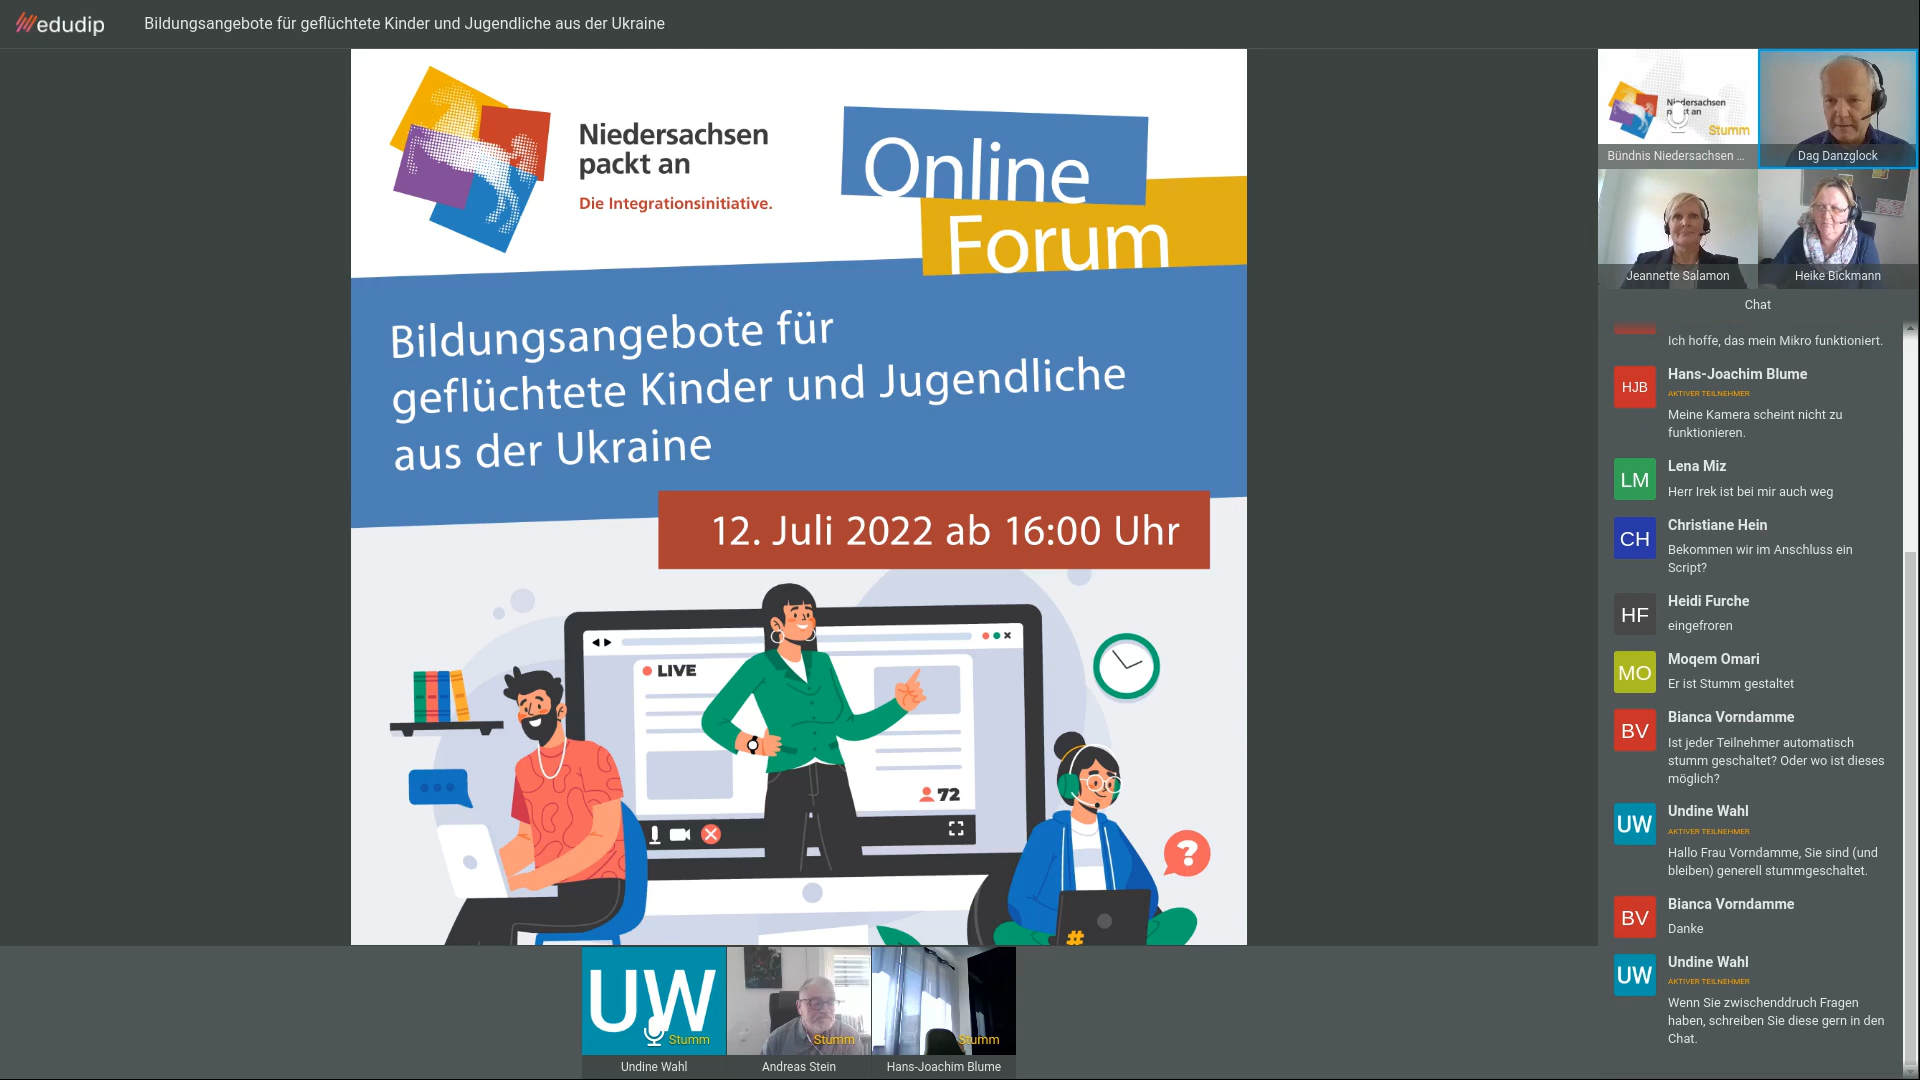 edudip
Bildungsangebote für geflüchtete Kinder und Jugendliche aus der Ukraine
Niedersachsen
packt an
Die Integrationsinitiative.
Online
Forum
Bildungsangebote für
geflüchtete Kinder und Jugendliche
aus der Ukraine
12. Juli 2022 ab 16:00 Uhr
LIVE
72
?
#
Niedersachsen
packt an
Stumm
Bündnis Niedersachsen ...
Dag Danzglock
Jeannette Salamon
Heike Bickmann
Chat
Ich hoffe, das mein Mikro funktioniert.
HJB
Hans-Joachim Blume
AKTIVER TEILNEHMER
Meine Kamera scheint nicht zu
funktionieren.
LM
Lena Miz
Herr Irek ist bei mir auch weg
CH
Christiane Hein
Bekommen wir im Anschluss ein
Script?
HF
Heidi Furche
eingefroren
MO
Moqem Omari
Er ist Stumm gestaltet
BV
Bianca Vorndamme
Ist jeder Teilnehmer automatisch
stumm geschaltet? Oder wo ist dieses
möglich?
UW
Undine Wahl
AKTIVER TEILNEHMER
Hallo Frau Vorndamme, Sie sind (und
bleiben) generell stummgeschaltet.
BV
Bianca Vorndamme
Danke
UW
Undine Wahl
AKTIVER TEILNEHMER
Wenn Sie zwischenddruch Fragen
haben, schreiben Sie diese gern in den
Chat.
UW
Stumm
Undine Wahl
Stumm
Andreas Stein
Stumm
Hans-Joachim Blume